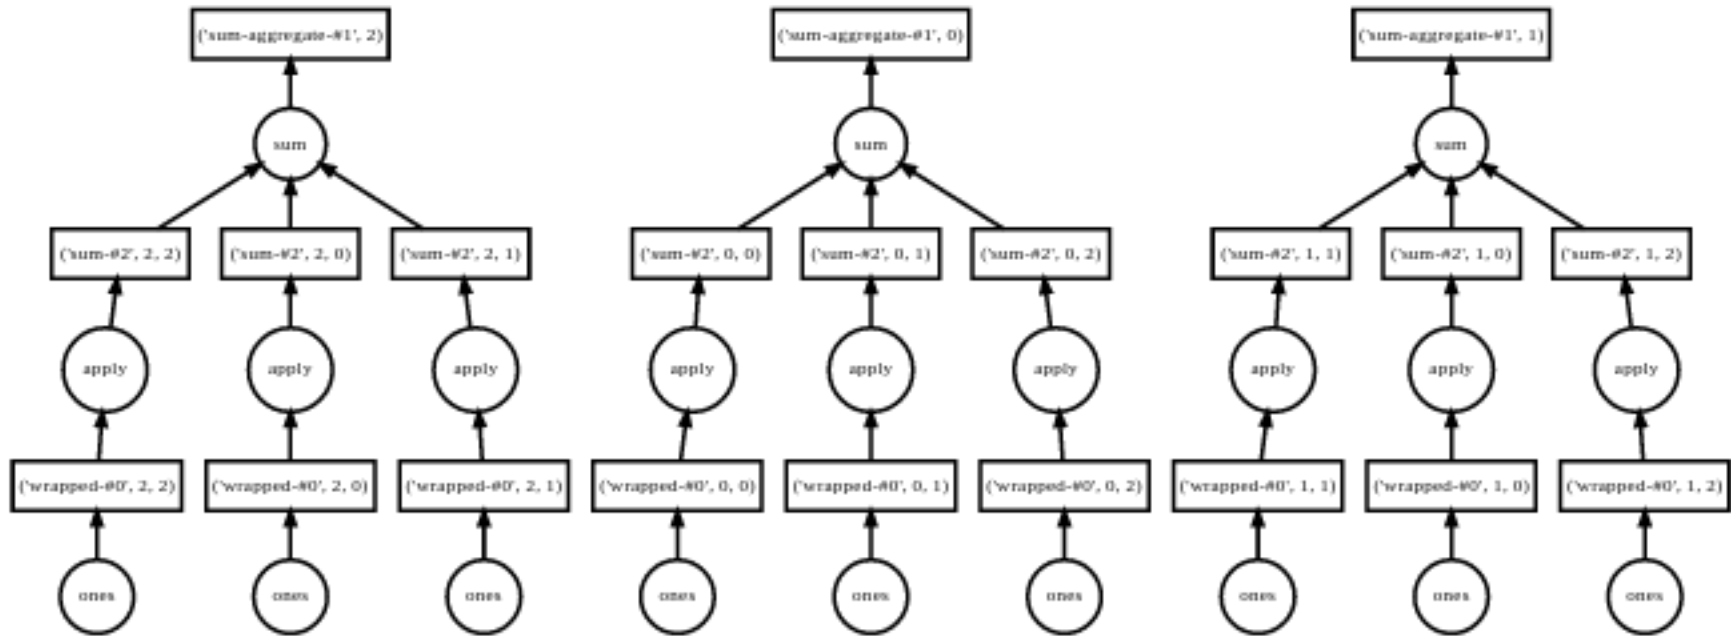 ('sum-aggregate-#1', 2) ('sum-aggregate-#1', 0) ('sum-aggregate-#1', 1)
sum sum sum
('sum-#2', 2, 2) ('sum-#2', 2, 0) ('sum-#2', 2, 1) ('sum-#2', 0, 0) ('sum-#2', 0, 1) ('sum-#2', 0, 2) ('sum-#2', 1, 1) ('sum-#2', 1, 0) ('sum-#2', 1, 2)
apply apply apply apply apply apply apply apply apply
('wrapped-#0', 2, 2) ('wrapped-#0', 2, 0) ('wrapped-#0', 2, 1) ('wrapped-#0', 0, 0) ('wrapped-#0', 0, 1) ('wrapped-#0', 0, 2) ('wrapped-#0', 1, 1) ('wrapped-#0', 1, 0) ('wrapped-#0', 1, 2)
ones ones ones ones ones ones ones ones ones